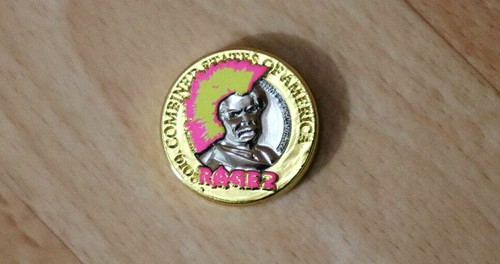 2019 COMBINED STATES OF AMERICA
RAGE 2